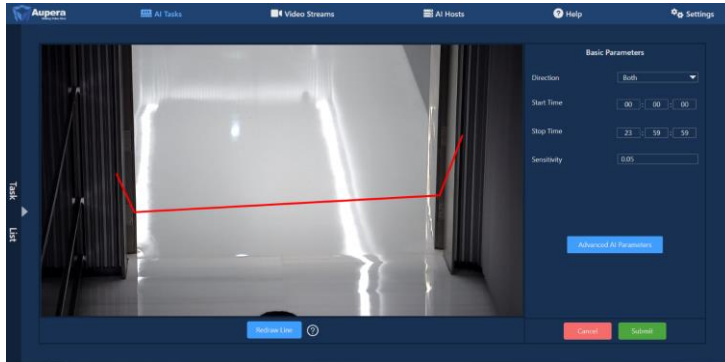 Aupera
AI Tasks
Video Streams
AI Hosts
? Help
Settings
Task List
Basic Parameters
Direction
Both
Start Time
00 : 00 : 00
Stop Time
23 : 59 : 59
Sensitivity
0.05
Advanced AI Parameters
Redraw Line ?
Cancel
Submit